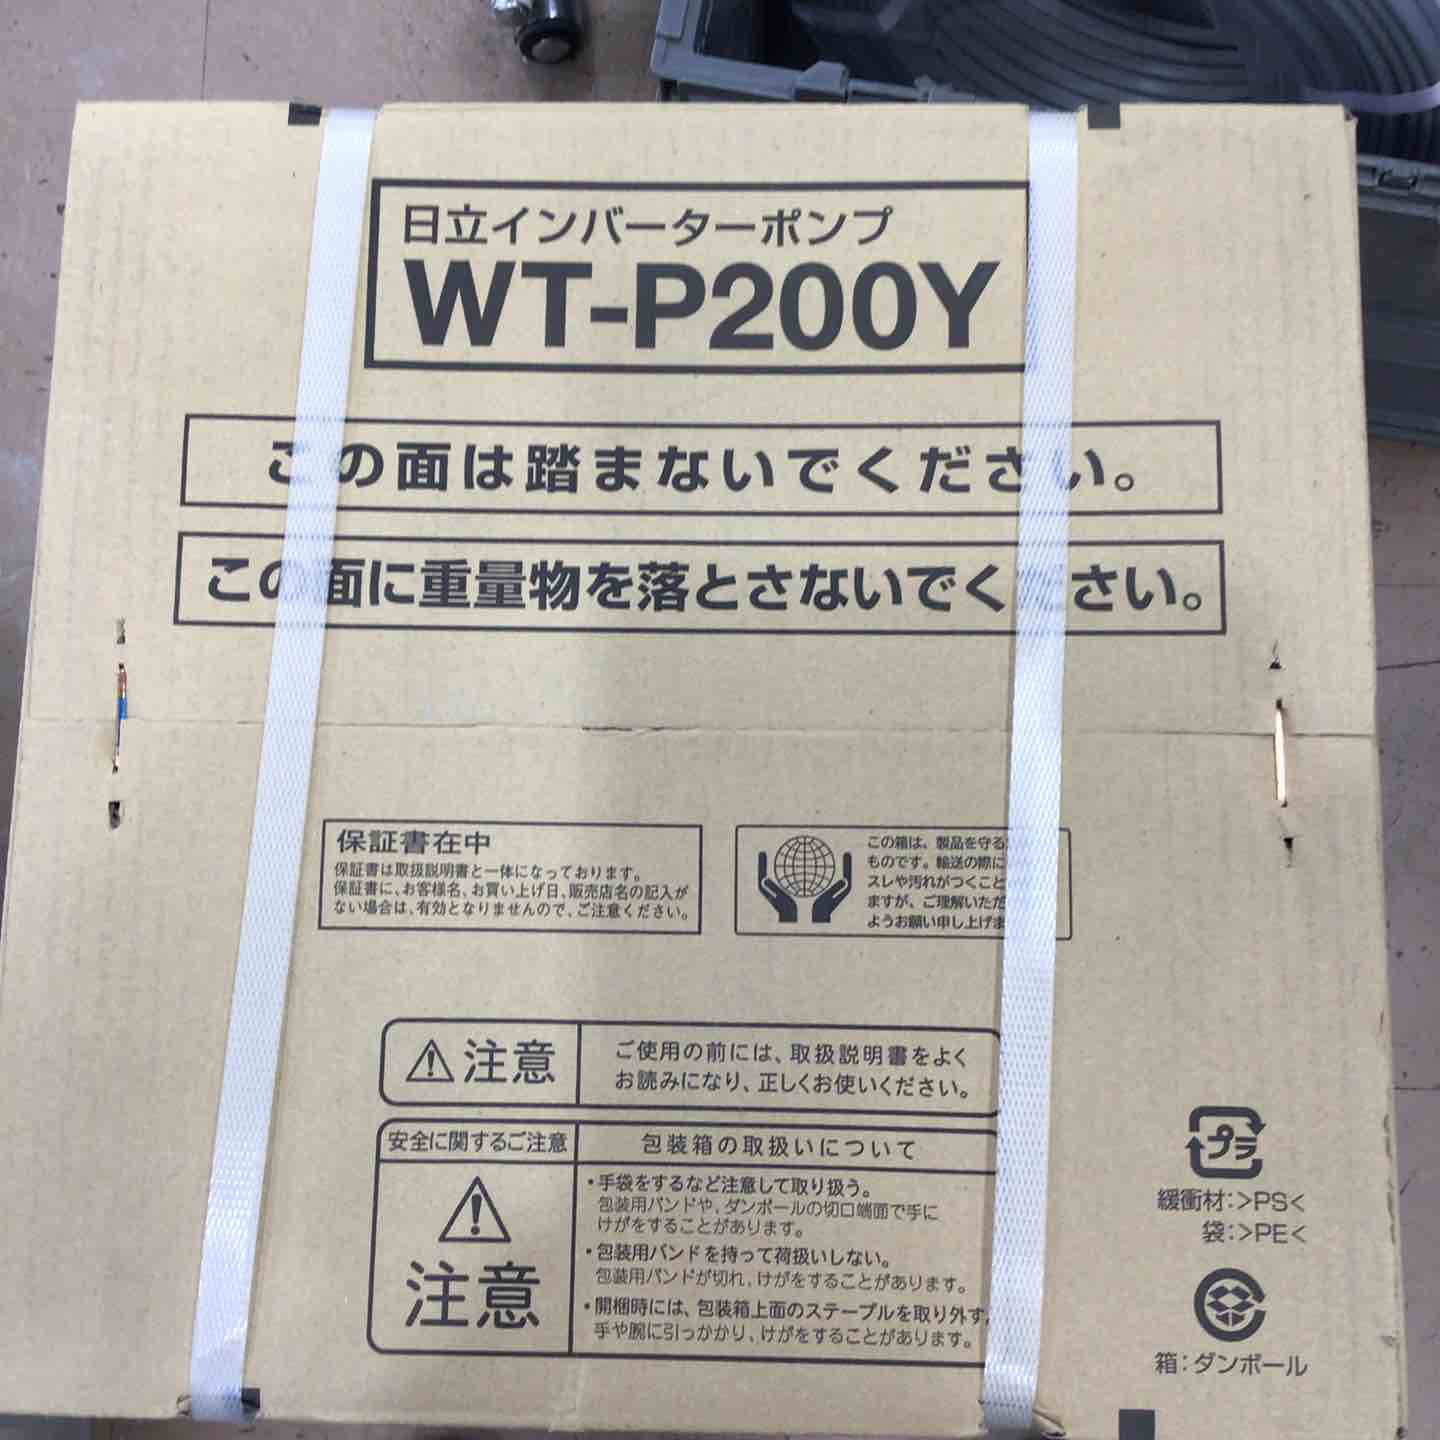 日立インバーターポンプ
WT-P200Y
この面は踏まないでください。
この面に重量物を落とさないでください。
保証書在中
保証書は取扱説明書と一体になっております。
保証書に、お客様名、お買い上げ日、販売店名の記入が
ない場合は、有効となりませんので、ご注意ください。
この箱は、製品を守る
ものです。輸送の際に
スレや汚れがつくこと
ますが、ご理解いただ
ようお願い申し上げま
注意
ご使用の前には、取扱説明書をよく
お読みになり、正しくお使いください。
安全に関するご注意
包装箱の取扱いについて
注意
・手袋をするなど注意して取り扱う。
包装用バンドや、ダンボールの切口端面で手に
けがをすることがあります。
・包装用バンドを持って荷扱いしない。
包装用バンドが切れ、けがをすることがあります。
・開梱時には、包装箱上面のステープルを取り外す。
手や腕に引っかかり、けがをすることがあります。
プラ
緩衝材:>PS<
袋:>PE<
箱:ダンボール